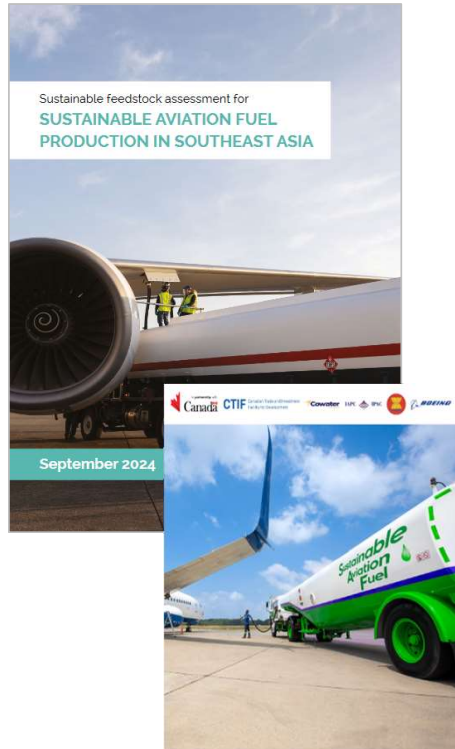 Sustainable feedstock assessment for
SUSTAINABLE AVIATION FUEL
PRODUCTION IN SOUTHEAST ASIA
September 2024
Canada CTIF Cowater BOEING
Sustainable
Aviation
Fuel